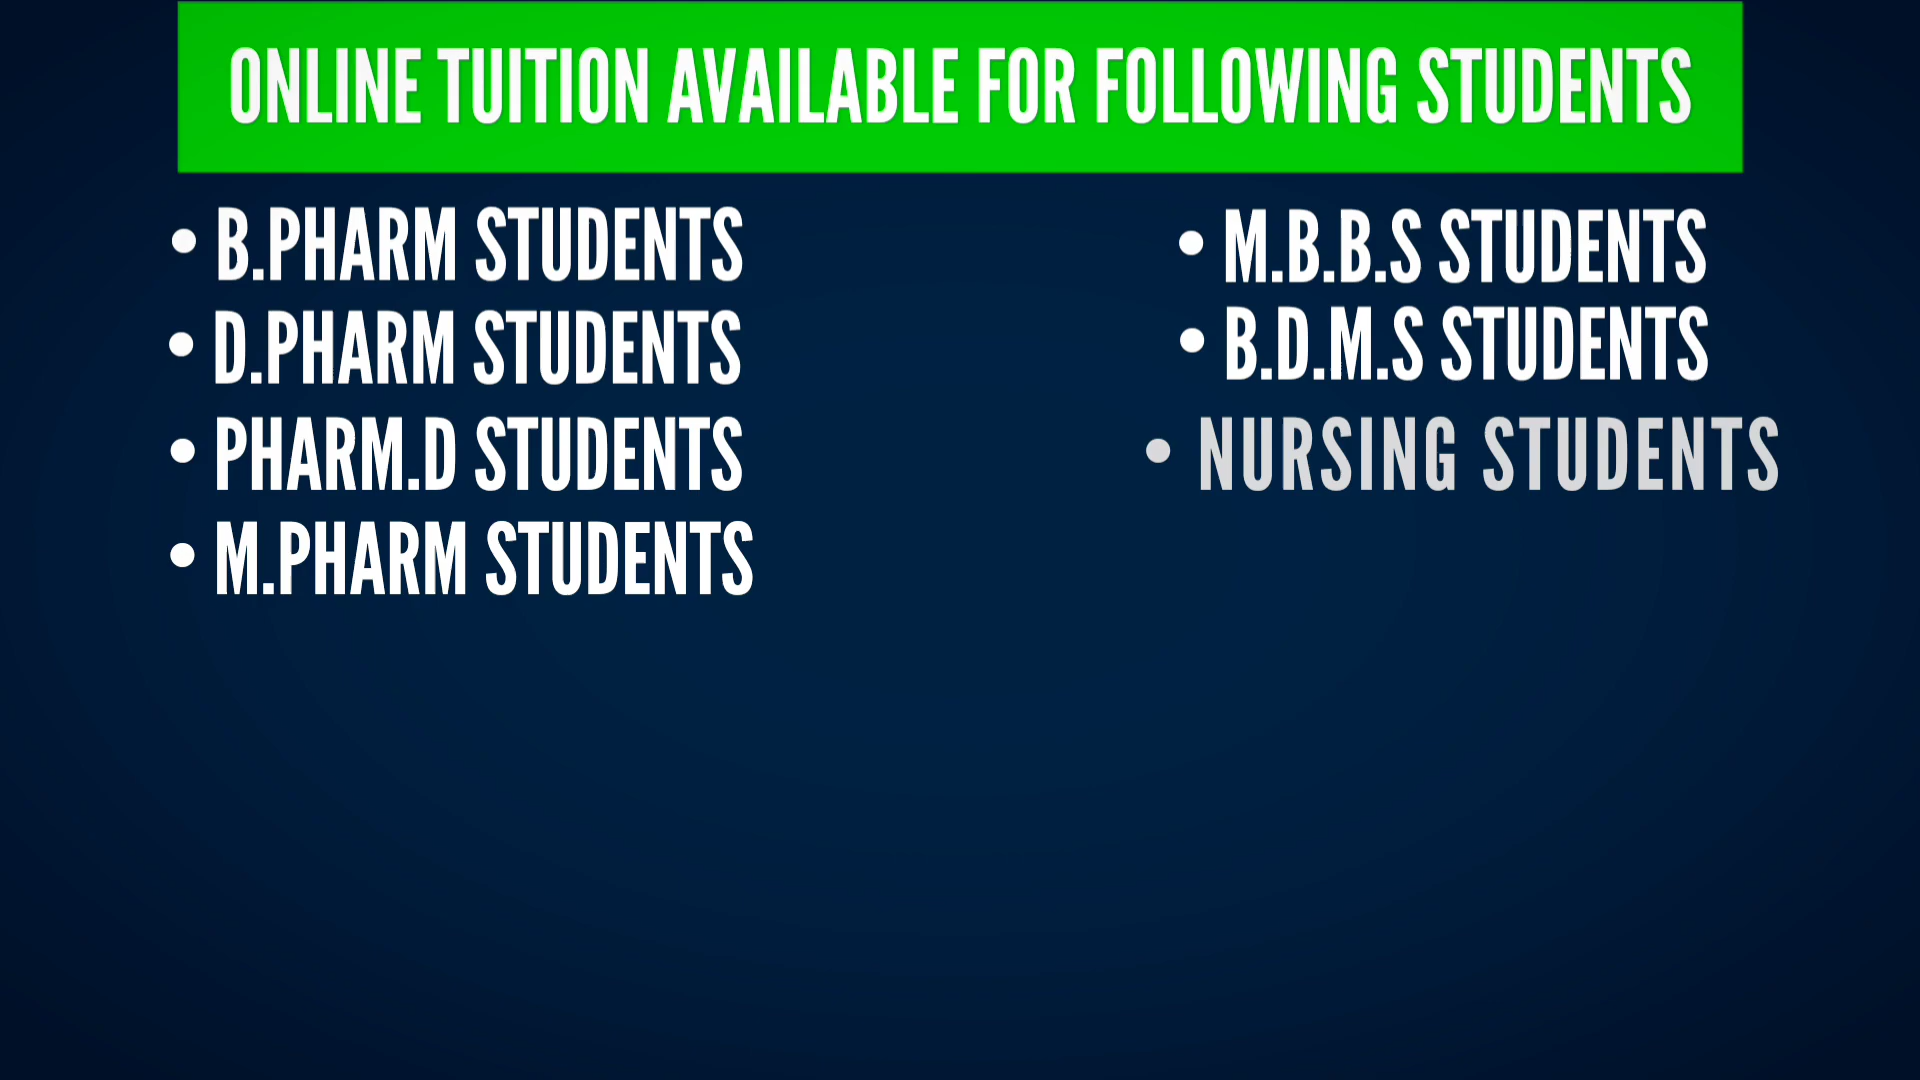 ONLINE TUITION AVAILABLE FOR FOLLOWING STUDENTS
• B.PHARM STUDENTS
• D.PHARM STUDENTS
• PHARM.D STUDENTS
• M.PHARM STUDENTS
• M.B.B.S STUDENTS
• B.D.M.S STUDENTS
• NURSING STUDENTS